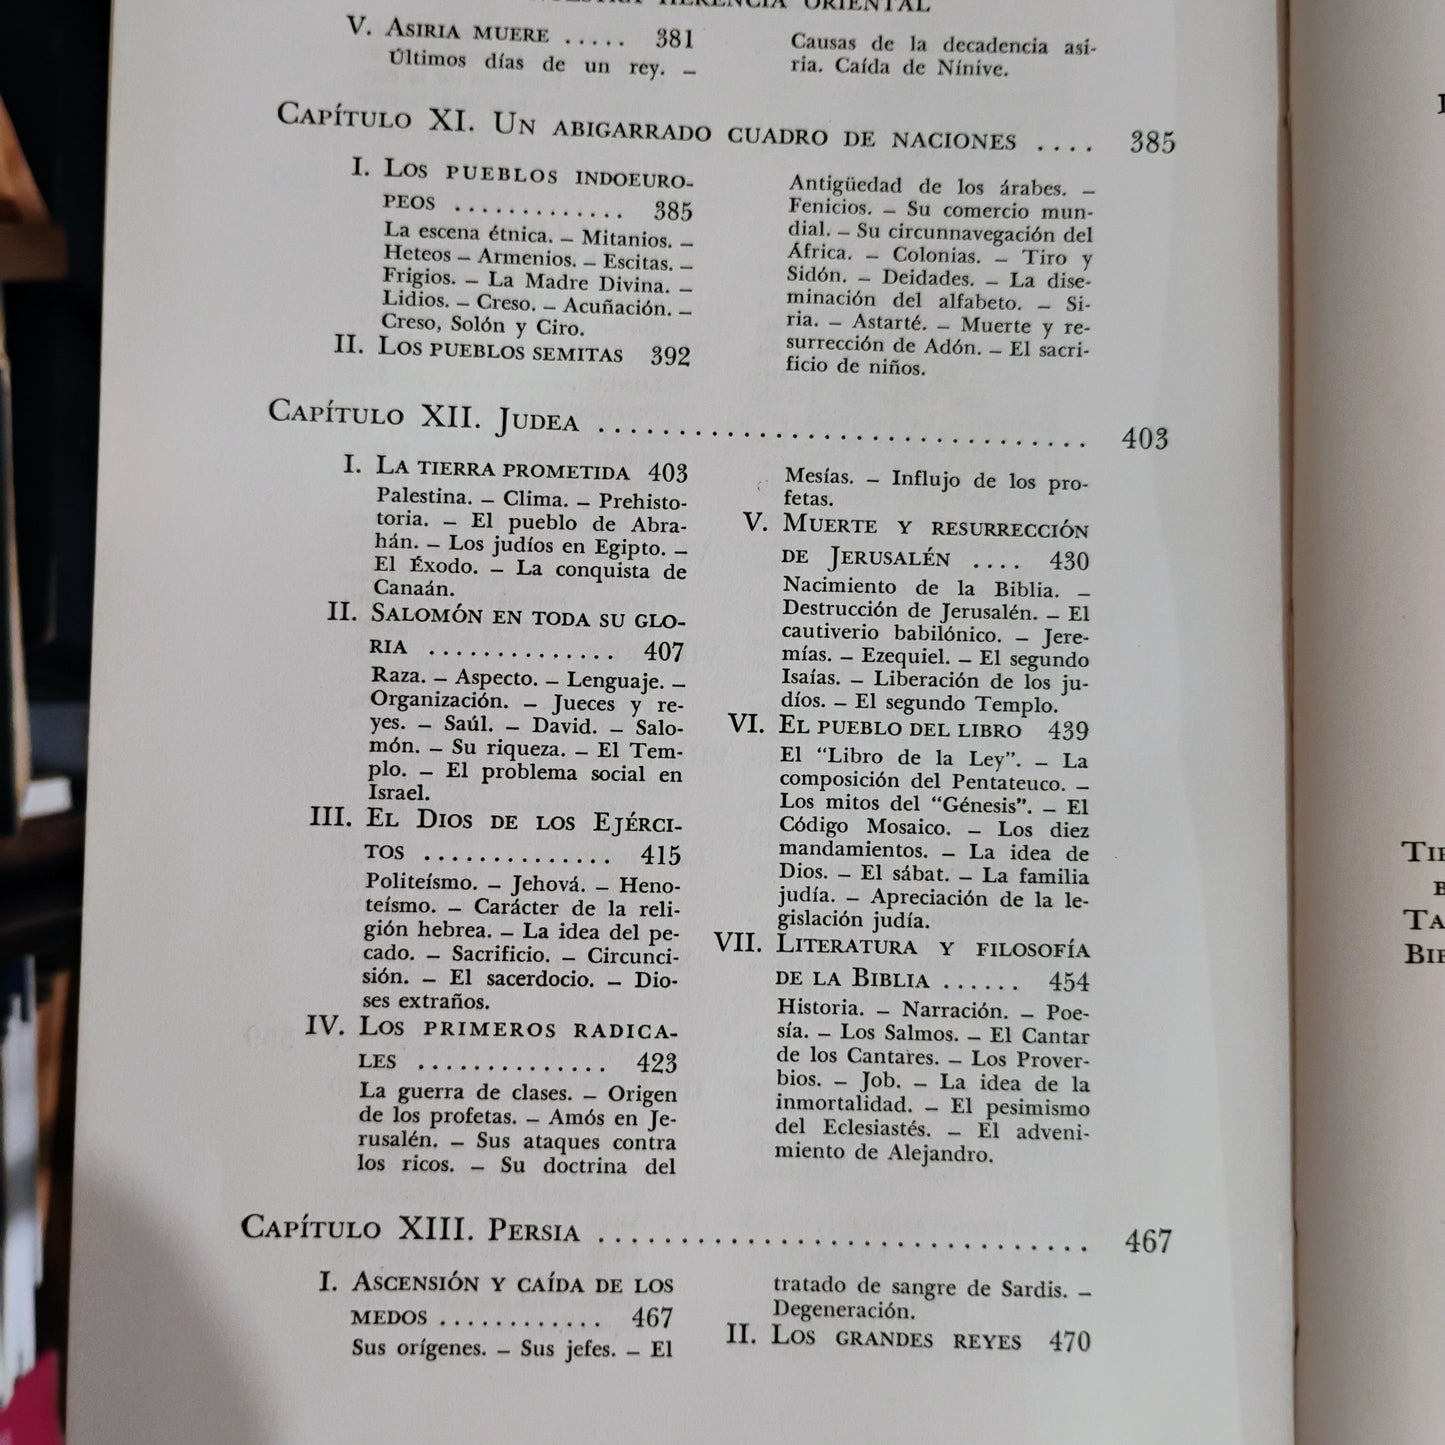 NUESTRA HERENCIA ORIENTAL
V. Asiria muere ..... 381
Últimos días de un rey. –
Causas de la decadencia asi-
ria. Caída de Nínive.
Capítulo XI. Un abigarrado cuadro de naciones .... 385
I. Los pueblos indoeuro-
peos ............. 385
La escena étnica. – Mitanios. –
Heteos – Armenios. – Escitas. –
Frigios. – La Madre Divina. –
Lidios. – Creso. – Acuñación. –
Creso, Solón y Ciro.
II. Los pueblos semitas 392
Antigüedad de los árabes. –
Fenicios. – Su comercio mun-
dial. – Su circunnavegación del
África. – Colonias. – Tiro y
Sidón. – Deidades. – La dise-
minación del alfabeto. – Si-
ria. – Astarté. – Muerte y re-
surrección de Adón. – El sacri-
ficio de niños.
Capítulo XII. Judea ............................... 403
I. La tierra prometida 403
Palestina. – Clima. – Prehisto-
toria. – El pueblo de Abra-
hán. – Los judíos en Egipto. –
El Éxodo. – La conquista de
Canaán.
II. Salomón en toda su glo-
ria .............. 407
Raza. – Aspecto. – Lenguaje. –
Organización. – Jueces y re-
yes. – Saúl. – David. – Salo-
món. – Su riqueza. – El Tem-
plo. – El problema social en
Israel.
III. El Dios de los Ejérci-
tos .............. 415
Politeísmo. – Jehová. – Heno-
teísmo. – Carácter de la reli-
gión hebrea. – La idea del pe-
cado. – Sacrificio. – Circunci-
sión. – El sacerdocio. – Dio-
ses extraños.
IV. Los primeros radica-
les .............. 423
La guerra de clases. – Origen
de los profetas. – Amós en Je-
rusalén. – Sus ataques contra
los ricos. – Su doctrina del
Mesías. – Influjo de los pro-
fetas.
V. Muerte y resurrección
de Jerusalén .... 430
Nacimiento de la Biblia. –
Destrucción de Jerusalén. – El
cautiverio babilónico. – Jere-
mías. – Ezequiel. – El segundo
Isaías. – Liberación de los ju-
díos. – El segundo Templo.
VI. El pueblo del libro 439
El "Libro de la Ley". – La
composición del Pentateuco. –
Los mitos del "Génesis". – El
Código Mosaico. – Los diez
mandamientos. – La idea de
Dios. – El sábat. – La familia
judía. – Apreciación de la le-
gislación judía.
VII. Literatura y filosofía
de la Biblia ...... 454
Historia. – Narración. – Poe-
sía. – Los Salmos. – El Cantar
de los Cantares. – Los Prover-
bios. – Job. – La idea de la
inmortalidad. – El pesimismo
del Eclesiastés. – El adveni-
miento de Alejandro.
Capítulo XIII. Persia ............................... 467
I. Ascensión y caída de los
medos ............ 467
Sus orígenes. – Sus jefes. – El
tratado de sangre de Sardis. –
Degeneración.
II. Los grandes reyes 470